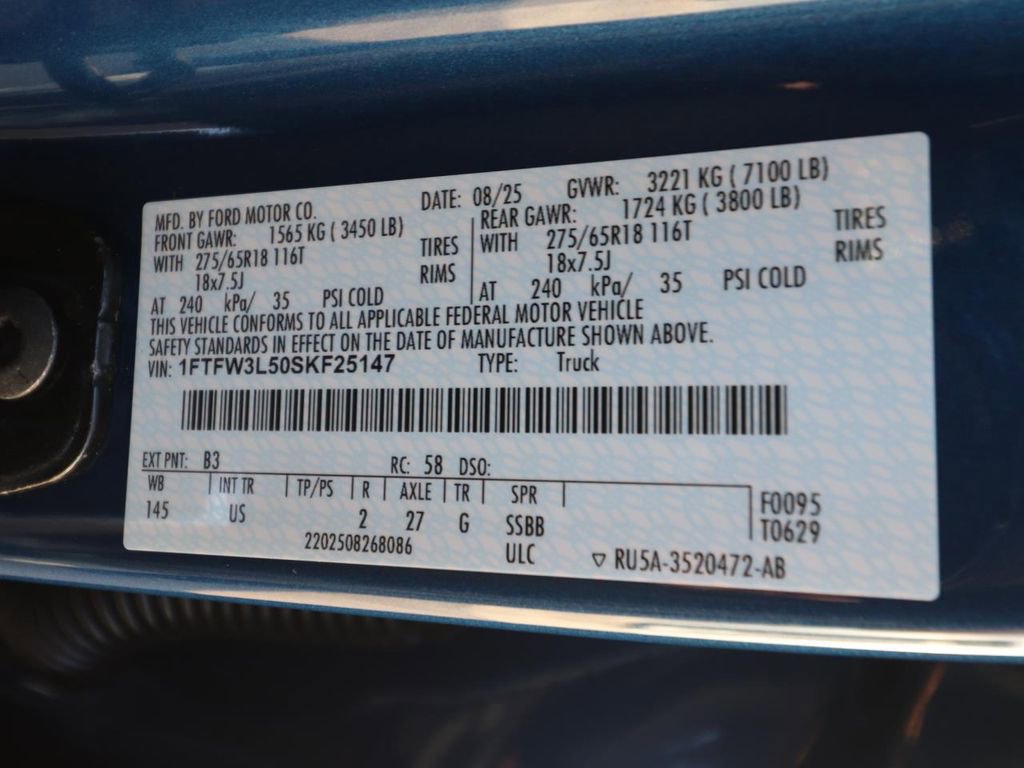 MFD. BY FORD MOTOR CO. DATE: 08/25 GVWR: 3221 KG ( 7100 LB)
FRONT GAWR: 1565 KG ( 3450 LB) REAR GAWR: 1724 KG ( 3800 LB)
WITH 275/65R18 116T TIRES WITH 275/65R18 116T TIRES
18x7.5J RIMS 18x7.5J RIMS
AT 240 kPa/ 35 PSI COLD AT 240 kPa/ 35 PSI COLD
THIS VEHICLE CONFORMS TO ALL APPLICABLE FEDERAL MOTOR VEHICLE
SAFETY STANDARDS IN EFFECT ON THE DATE OF MANUFACTURE SHOWN ABOVE.
VIN: 1FTFW3L50SKF25147 TYPE: Truck
EXT PNT: B3 RC: 58 DSO:
WB INT TR TP/PS R AXLE TR SPR F0095
145 US 2 27 G SSBB T0629
2202508268086 ULC ▽ RU5A-3520472-AB